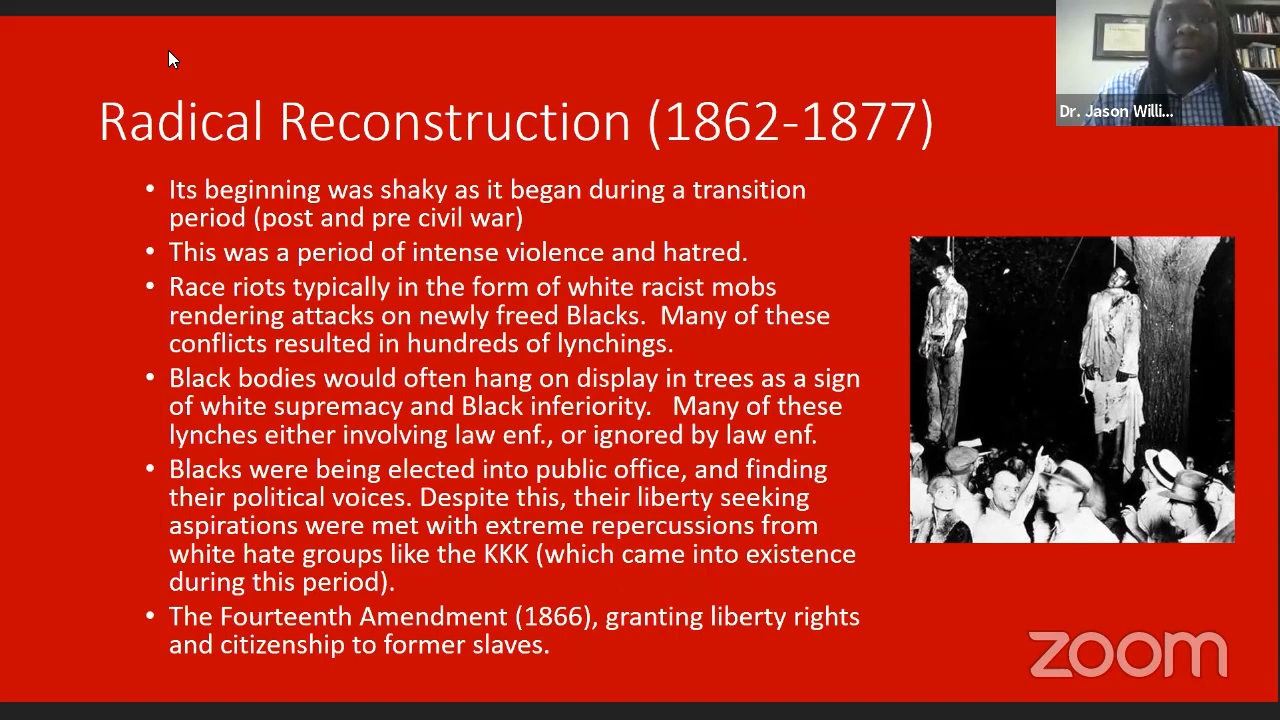 Radical Reconstruction (1862-1877)
• Its beginning was shaky as it began during a transition
period (post and pre civil war)
• This was a period of intense violence and hatred.
• Race riots typically in the form of white racist mobs
rendering attacks on newly freed Blacks. Many of these
conflicts resulted in hundreds of lynchings.
• Black bodies would often hang on display in trees as a sign
of white supremacy and Black inferiority. Many of these
lynches either involving law enf., or ignored by law enf.
• Blacks were being elected into public office, and finding
their political voices. Despite this, their liberty seeking
aspirations were met with extreme repercussions from
white hate groups like the KKK (which came into existence
during this period).
• The Fourteenth Amendment (1866), granting liberty rights
and citizenship to former slaves.
Dr. Jason Willi...
zoom